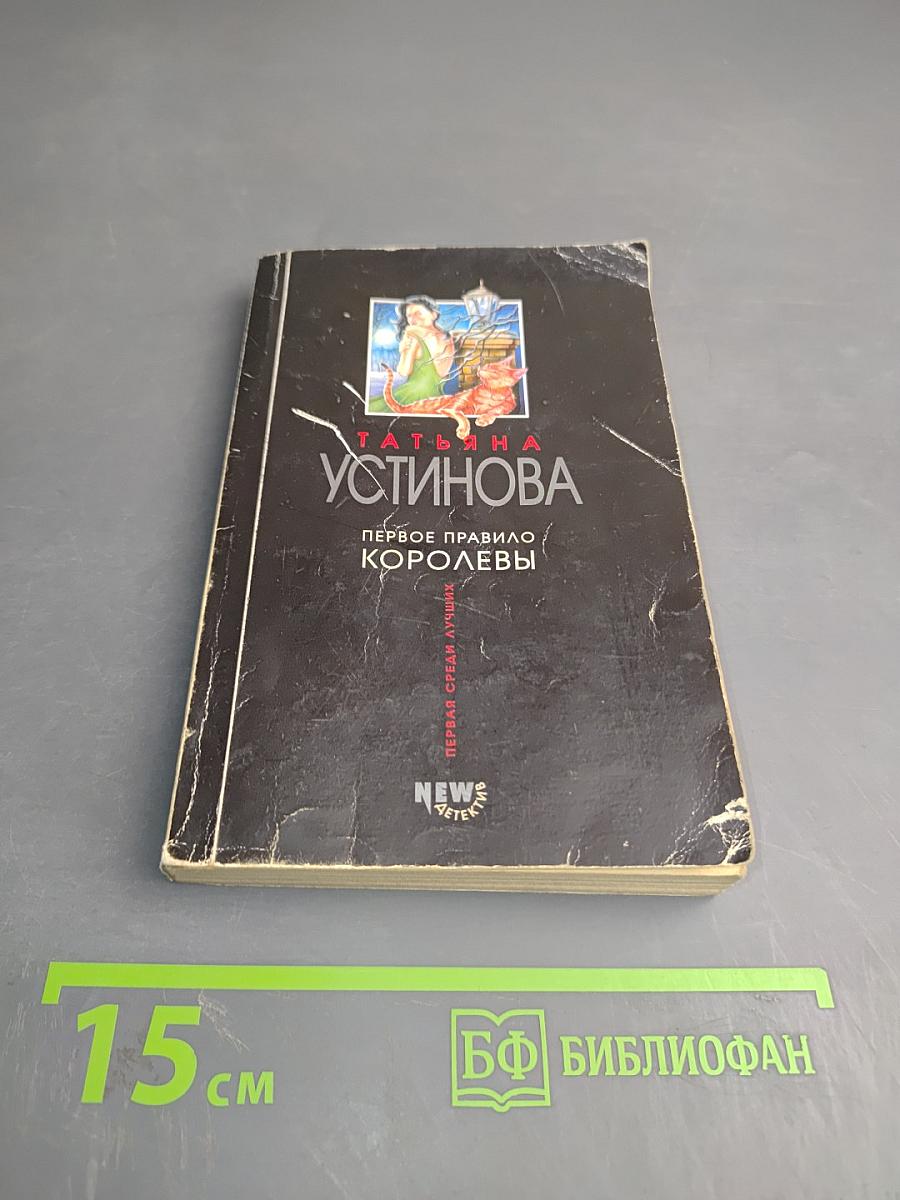 ТАТЬЯНА
УСТИНОВА
ПЕРВОЕ ПРАВИЛО
КОРОЛЕВЫ
ПЕРВАЯ СРЕДИ ЛУЧШИХ
NEW
ДЕТЕКТИВ
15 см
БФ БИБЛИОФАН